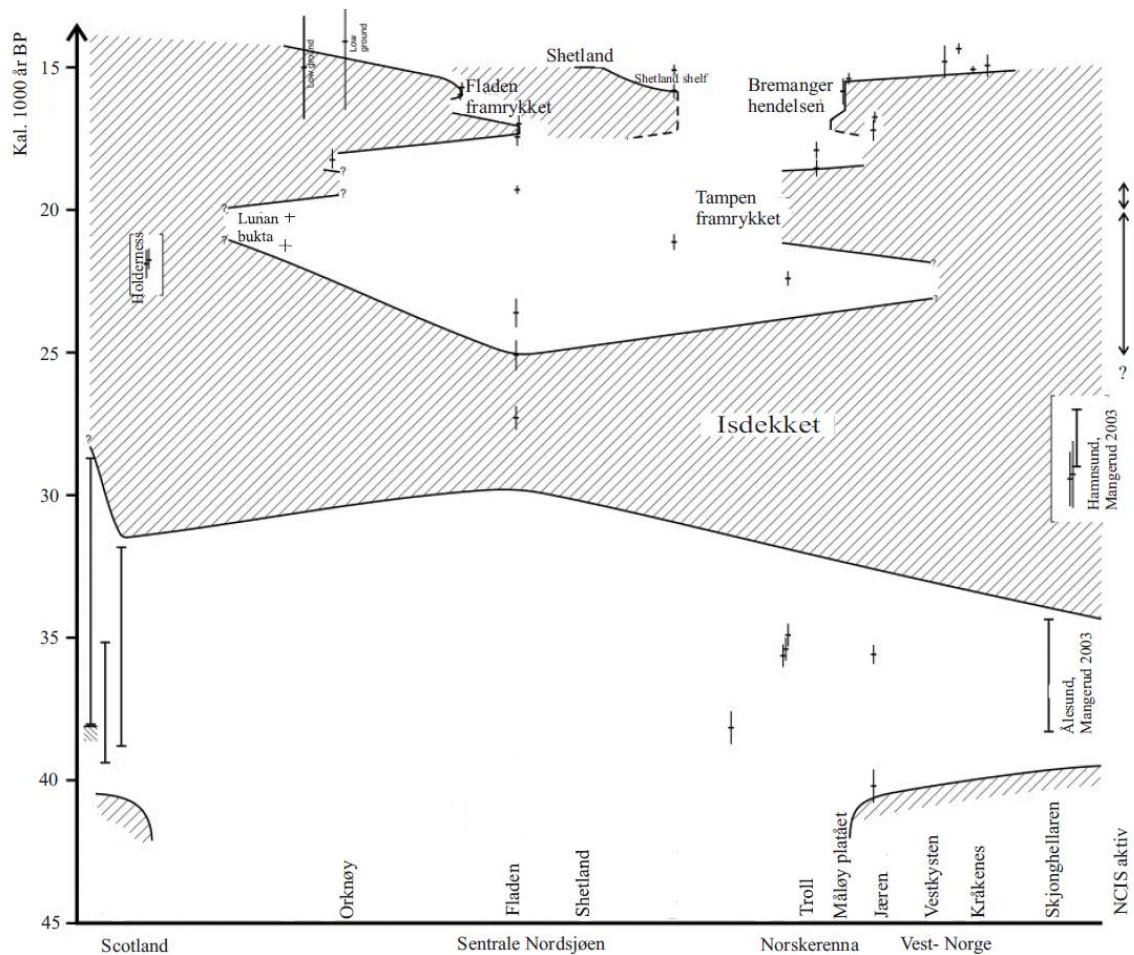 Kal. 1000 år BP
15
20
25
30
35
40
45
Low ground
Low
ground
Fladen
framrykket
Shetland
Shetland shelf
Bremanger
hendelsen
?
?
?
Lunan
bukta
?
Holderness
Tampen
framrykket
?
?
?
Isdekket
?
Hamnsund,
Mangerud 2003
Ålesund,
Mangerud 2003
Orknøy
Fladen
Shetland
Troll
Måløy platået
Jæren
Vestkysten
Kråkenes
Skjonghellaren
NCIS aktiv
Scotland
Sentrale Nordsjøen
Norskerenna
Vest- Norge